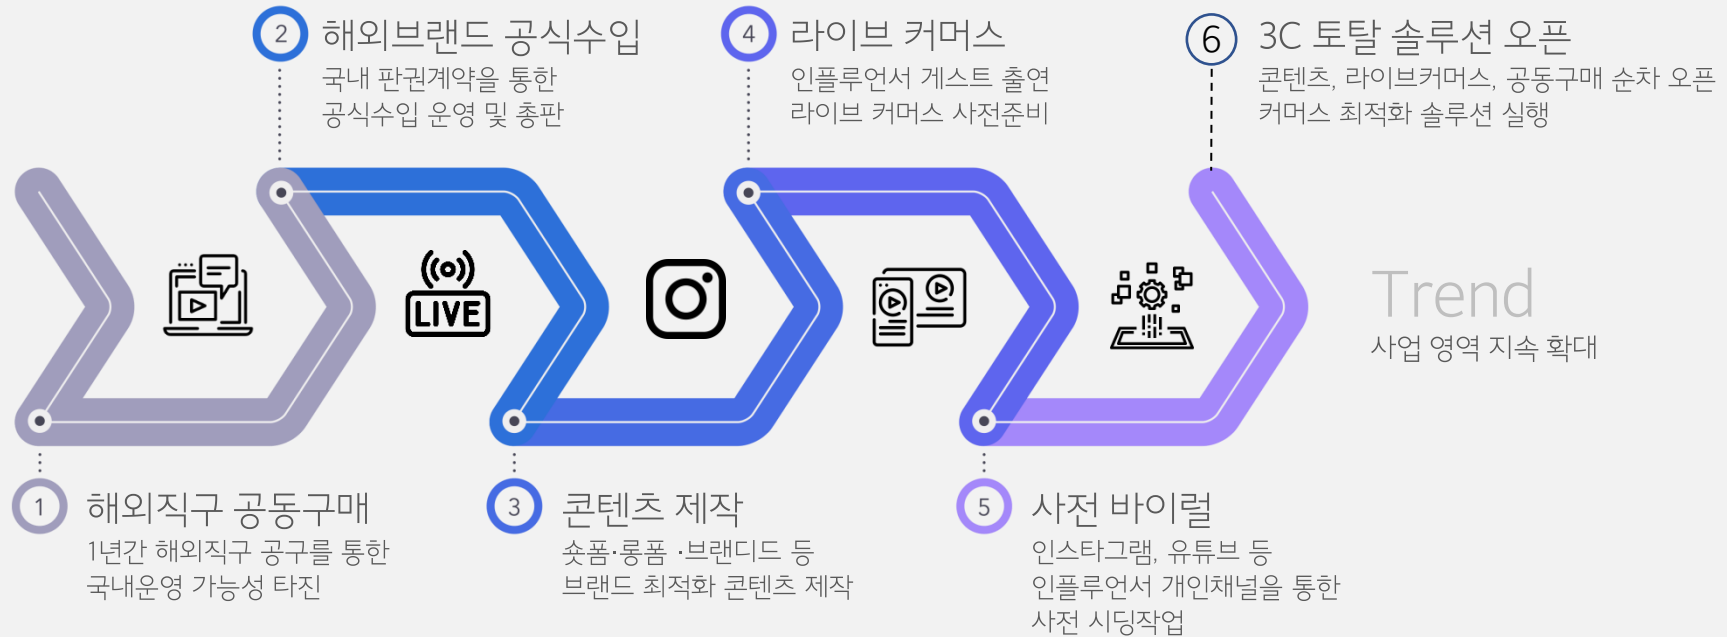 1
해외직구 공동구매
1년간 해외직구 공구를 통한
국내운영 가능성 타진
2
해외브랜드 공식수입
국내 판권계약을 통한
공식수입 운영 및 총판
LIVE
3
콘텐츠 제작
숏폼·롱폼 ·브랜디드 등
브랜드 최적화 콘텐츠 제작
4
라이브 커머스
인플루언서 게스트 출연
라이브 커머스 사전준비
5
사전 바이럴
인스타그램, 유튜브 등
인플루언서 개인채널을 통한
사전 시딩작업
6
3C 토탈 솔루션 오픈
콘텐츠, 라이브커머스, 공동구매 순차 오픈
커머스 최적화 솔루션 실행
Trend
사업 영역 지속 확대